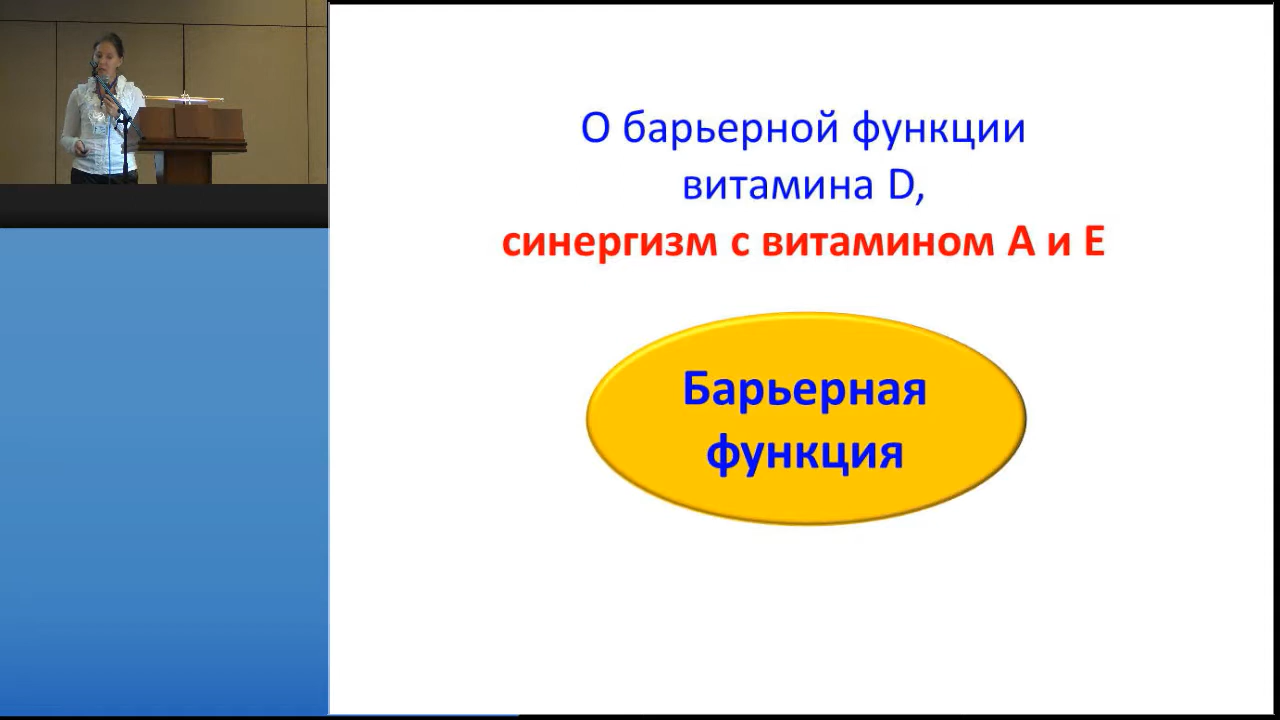 О барьерной функции
витамина D,
синергизм с витамином А и Е
Барьерная
функция